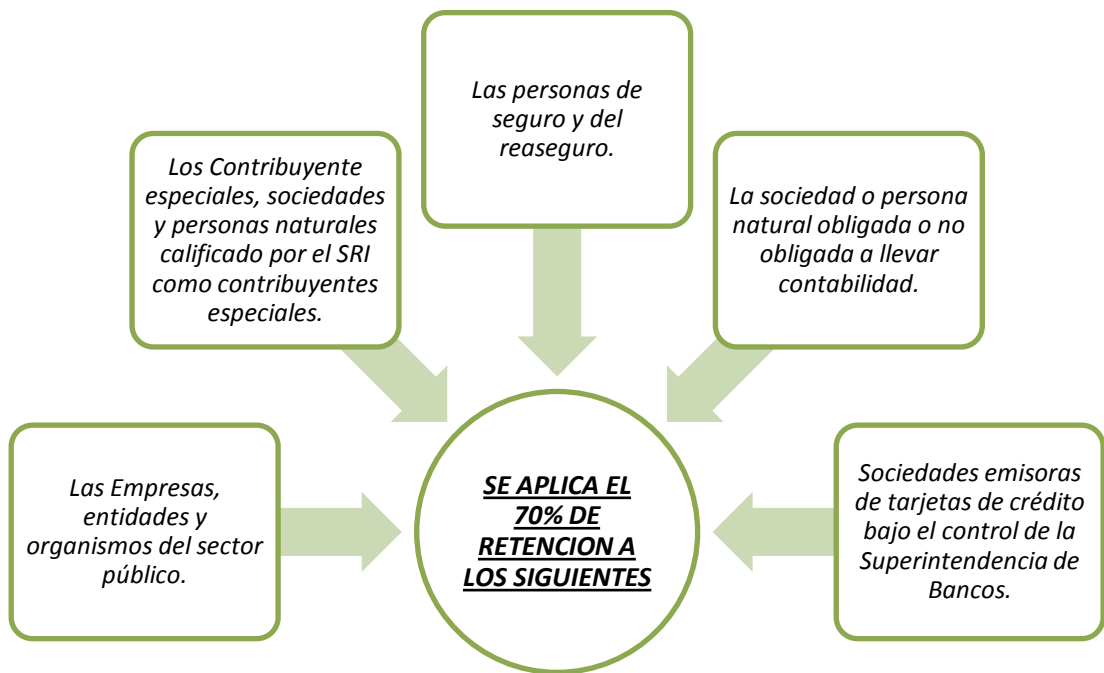 Las personas de
seguro y del
reaseguro.
Los Contribuyente
especiales, sociedades
y personas naturales
calificado por el SRI
como contribuyentes
especiales.
La sociedad o persona
natural obligada o no
obligada a llevar
contabilidad.
Las Empresas,
entidades y
organismos del sector
público.
SE APLICA EL
70% DE
RETENCION A
LOS SIGUIENTES
Sociedades emisoras
de tarjetas de crédito
bajo el control de la
Superintendencia de
Bancos.